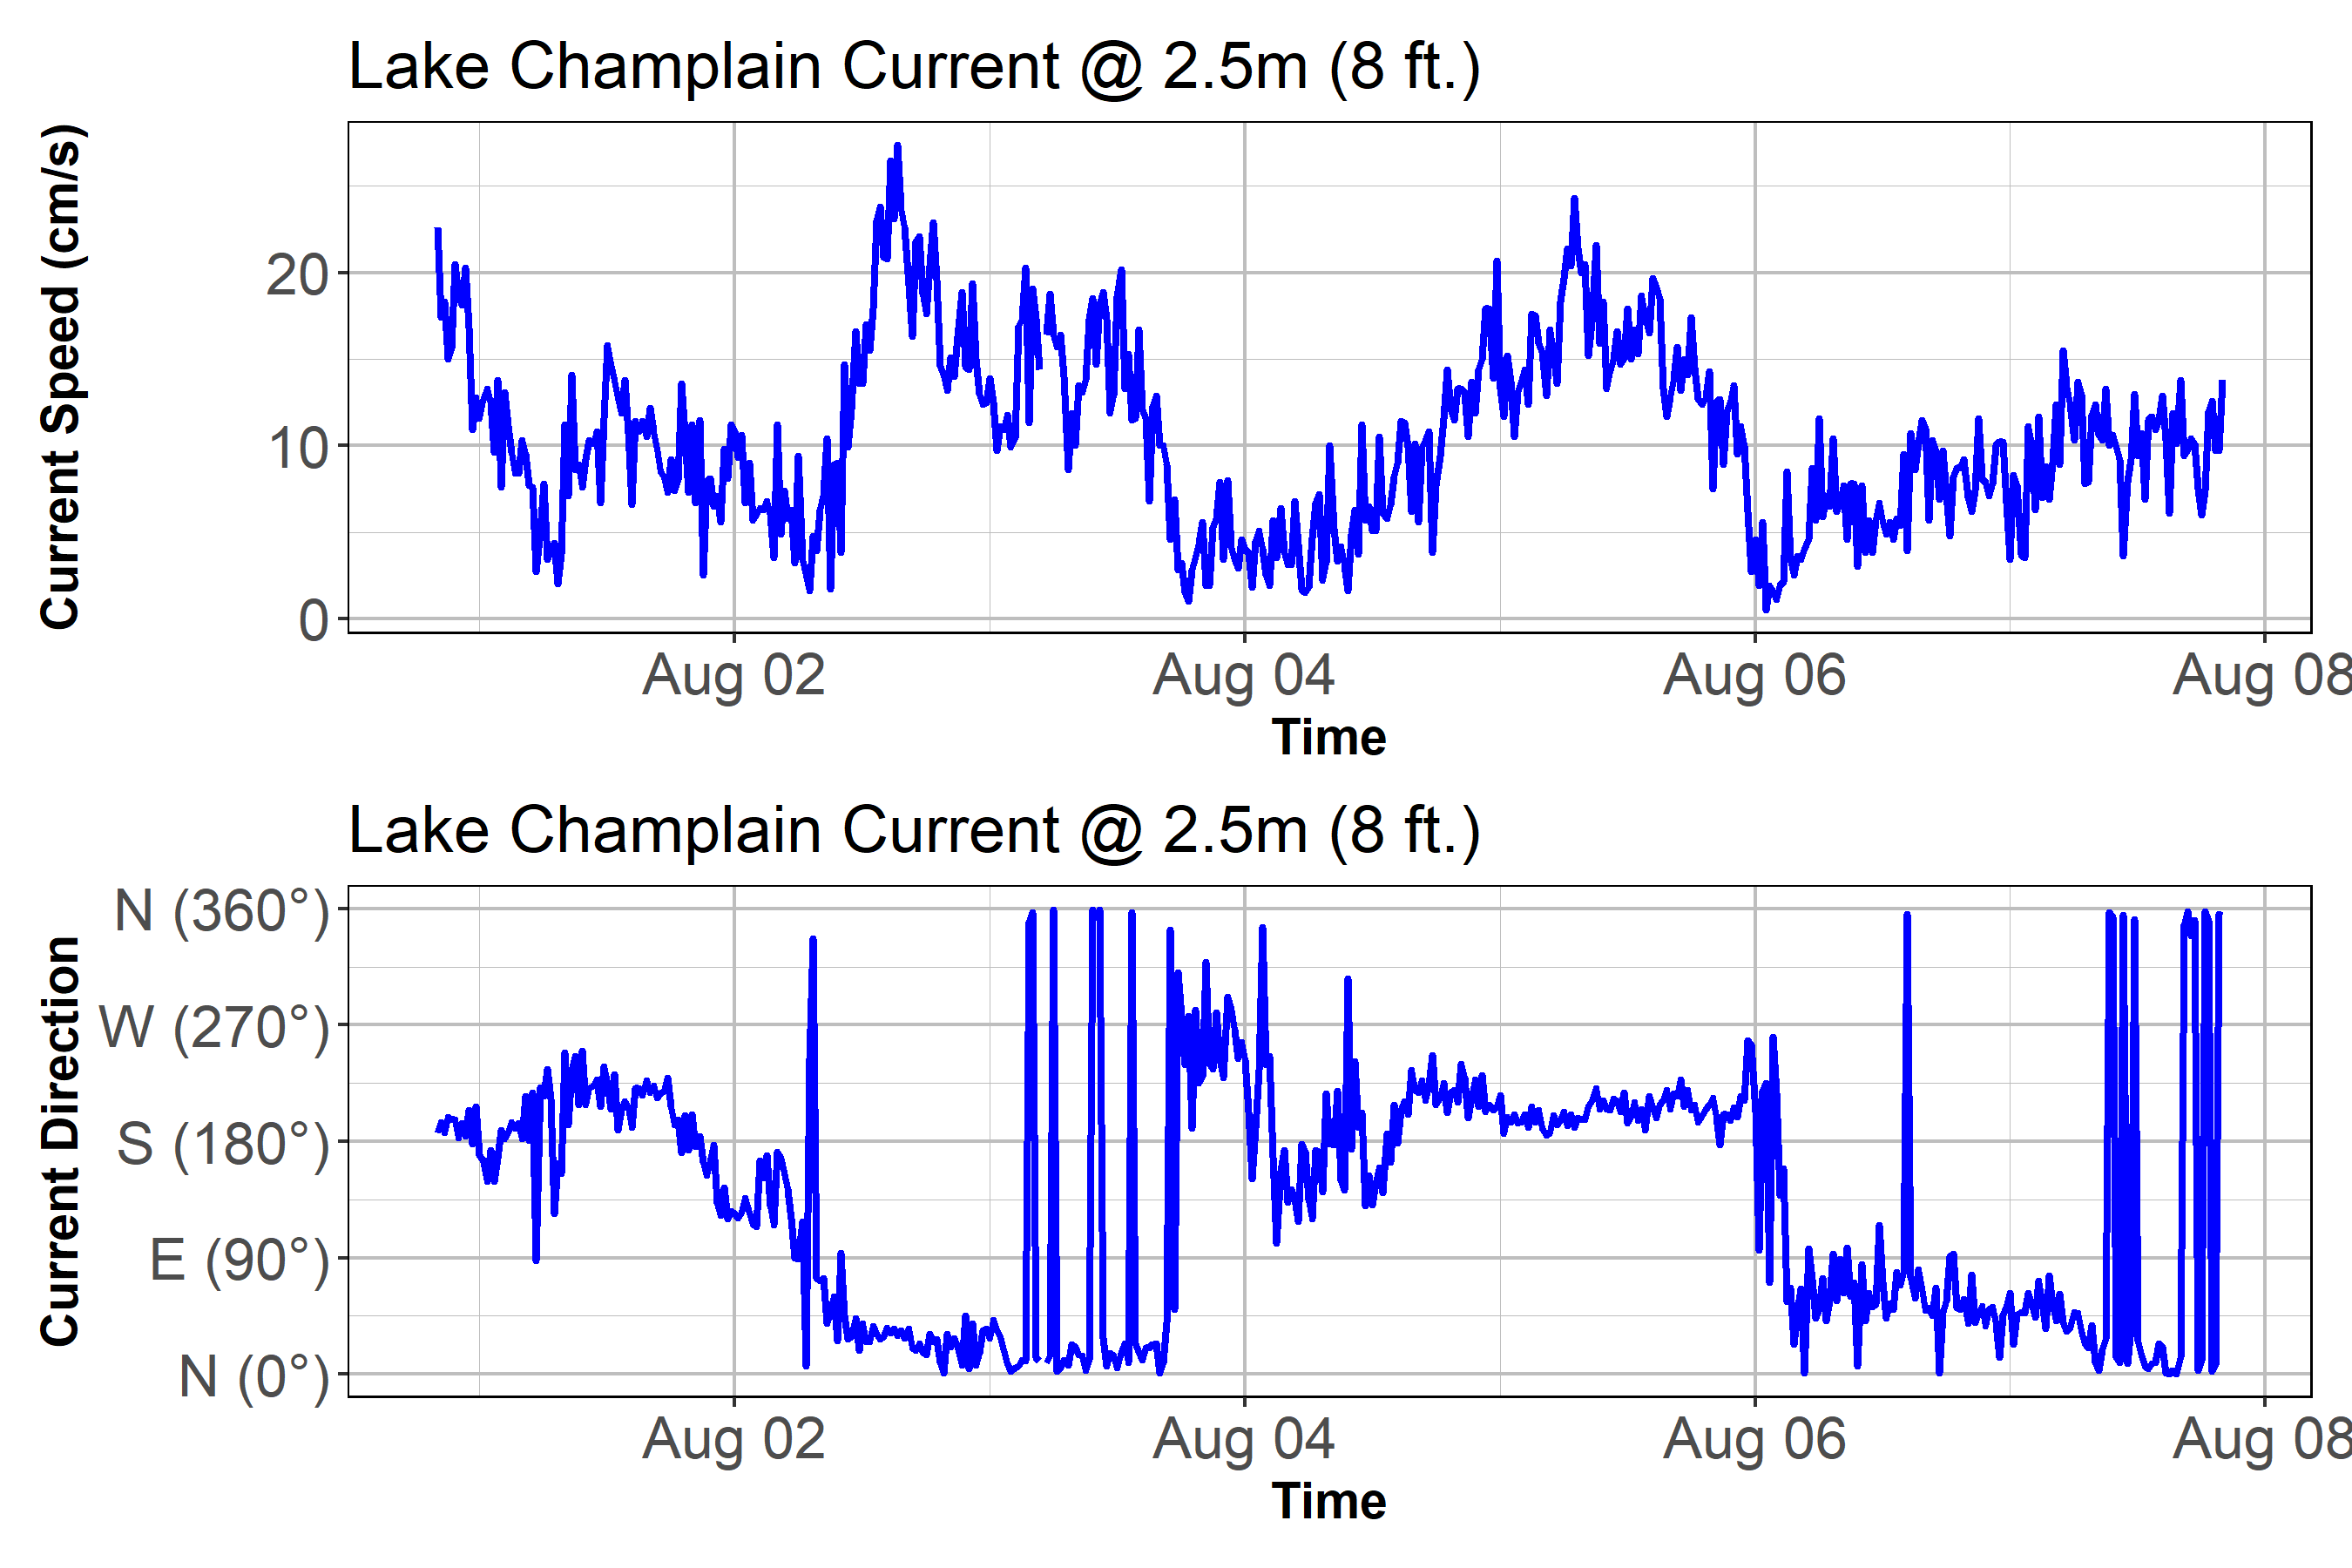 Lake Champlain Current @ 2.5m (8 ft.)
Current Speed (cm/s)
20
10
0
Aug 02
Aug 04
Aug 06
Aug 08
Time
Lake Champlain Current @ 2.5m (8 ft.)
Current Direction
N (360°)
W (270°)
S (180°)
E (90°)
N (0°)
Aug 02
Aug 04
Aug 06
Aug 08
Time